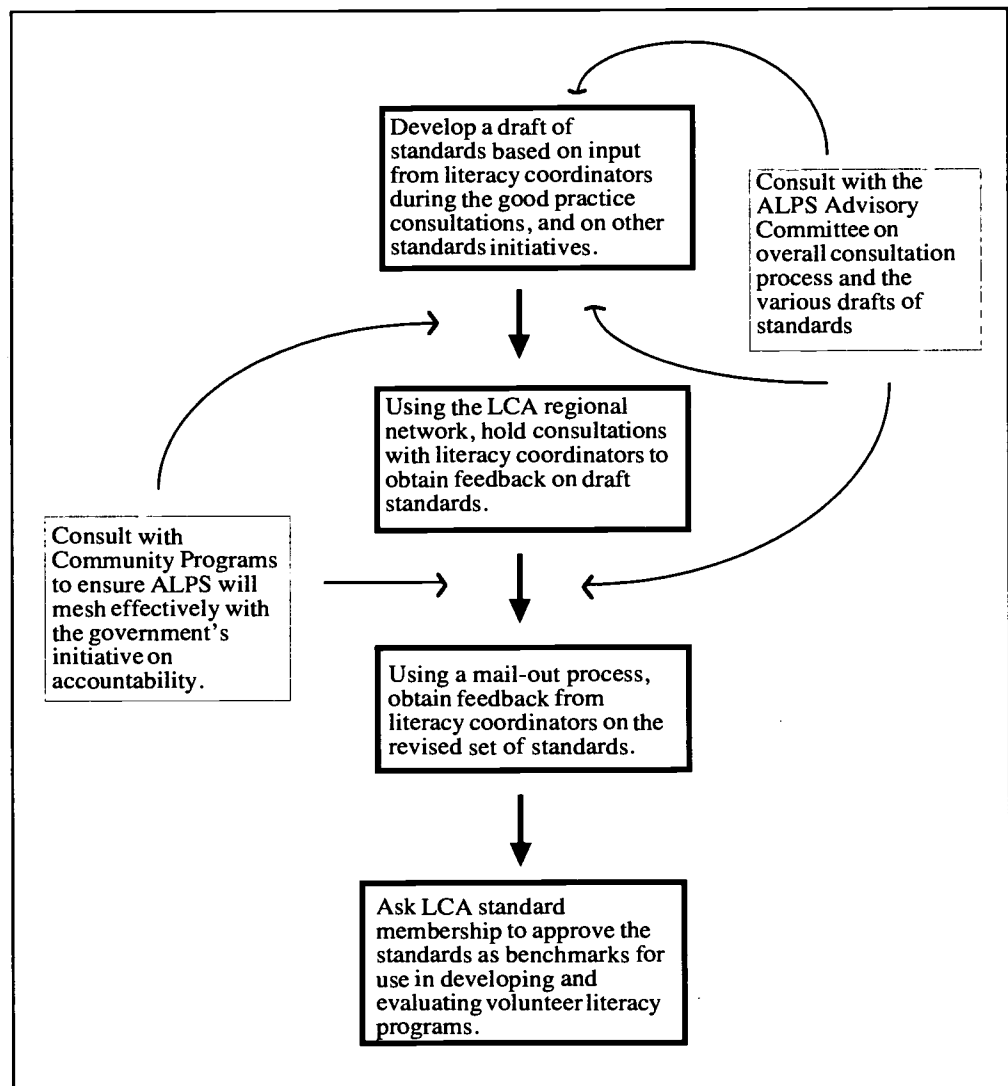 Develop a draft of
standards based on input
from literacy coordinators
during the good practice
consultations, and on other
standards initiatives.
Consult with the
ALPS Advisory
Committee on
overall consultation
process and the
various drafts of
standards
Using the LCA regional
network, hold consultations
with literacy coordinators to
obtain feedback on draft
standards.
Consult with
Community Programs
to ensure ALPS will
mesh effectively with
the government's
initiative on
accountability.
Using a mail-out process,
obtain feedback from
literacy coordinators on the
revised set of standards.
Ask LCA standard
membership to approve the
standards as benchmarks for
use in developing and
evaluating volunteer literacy
programs.